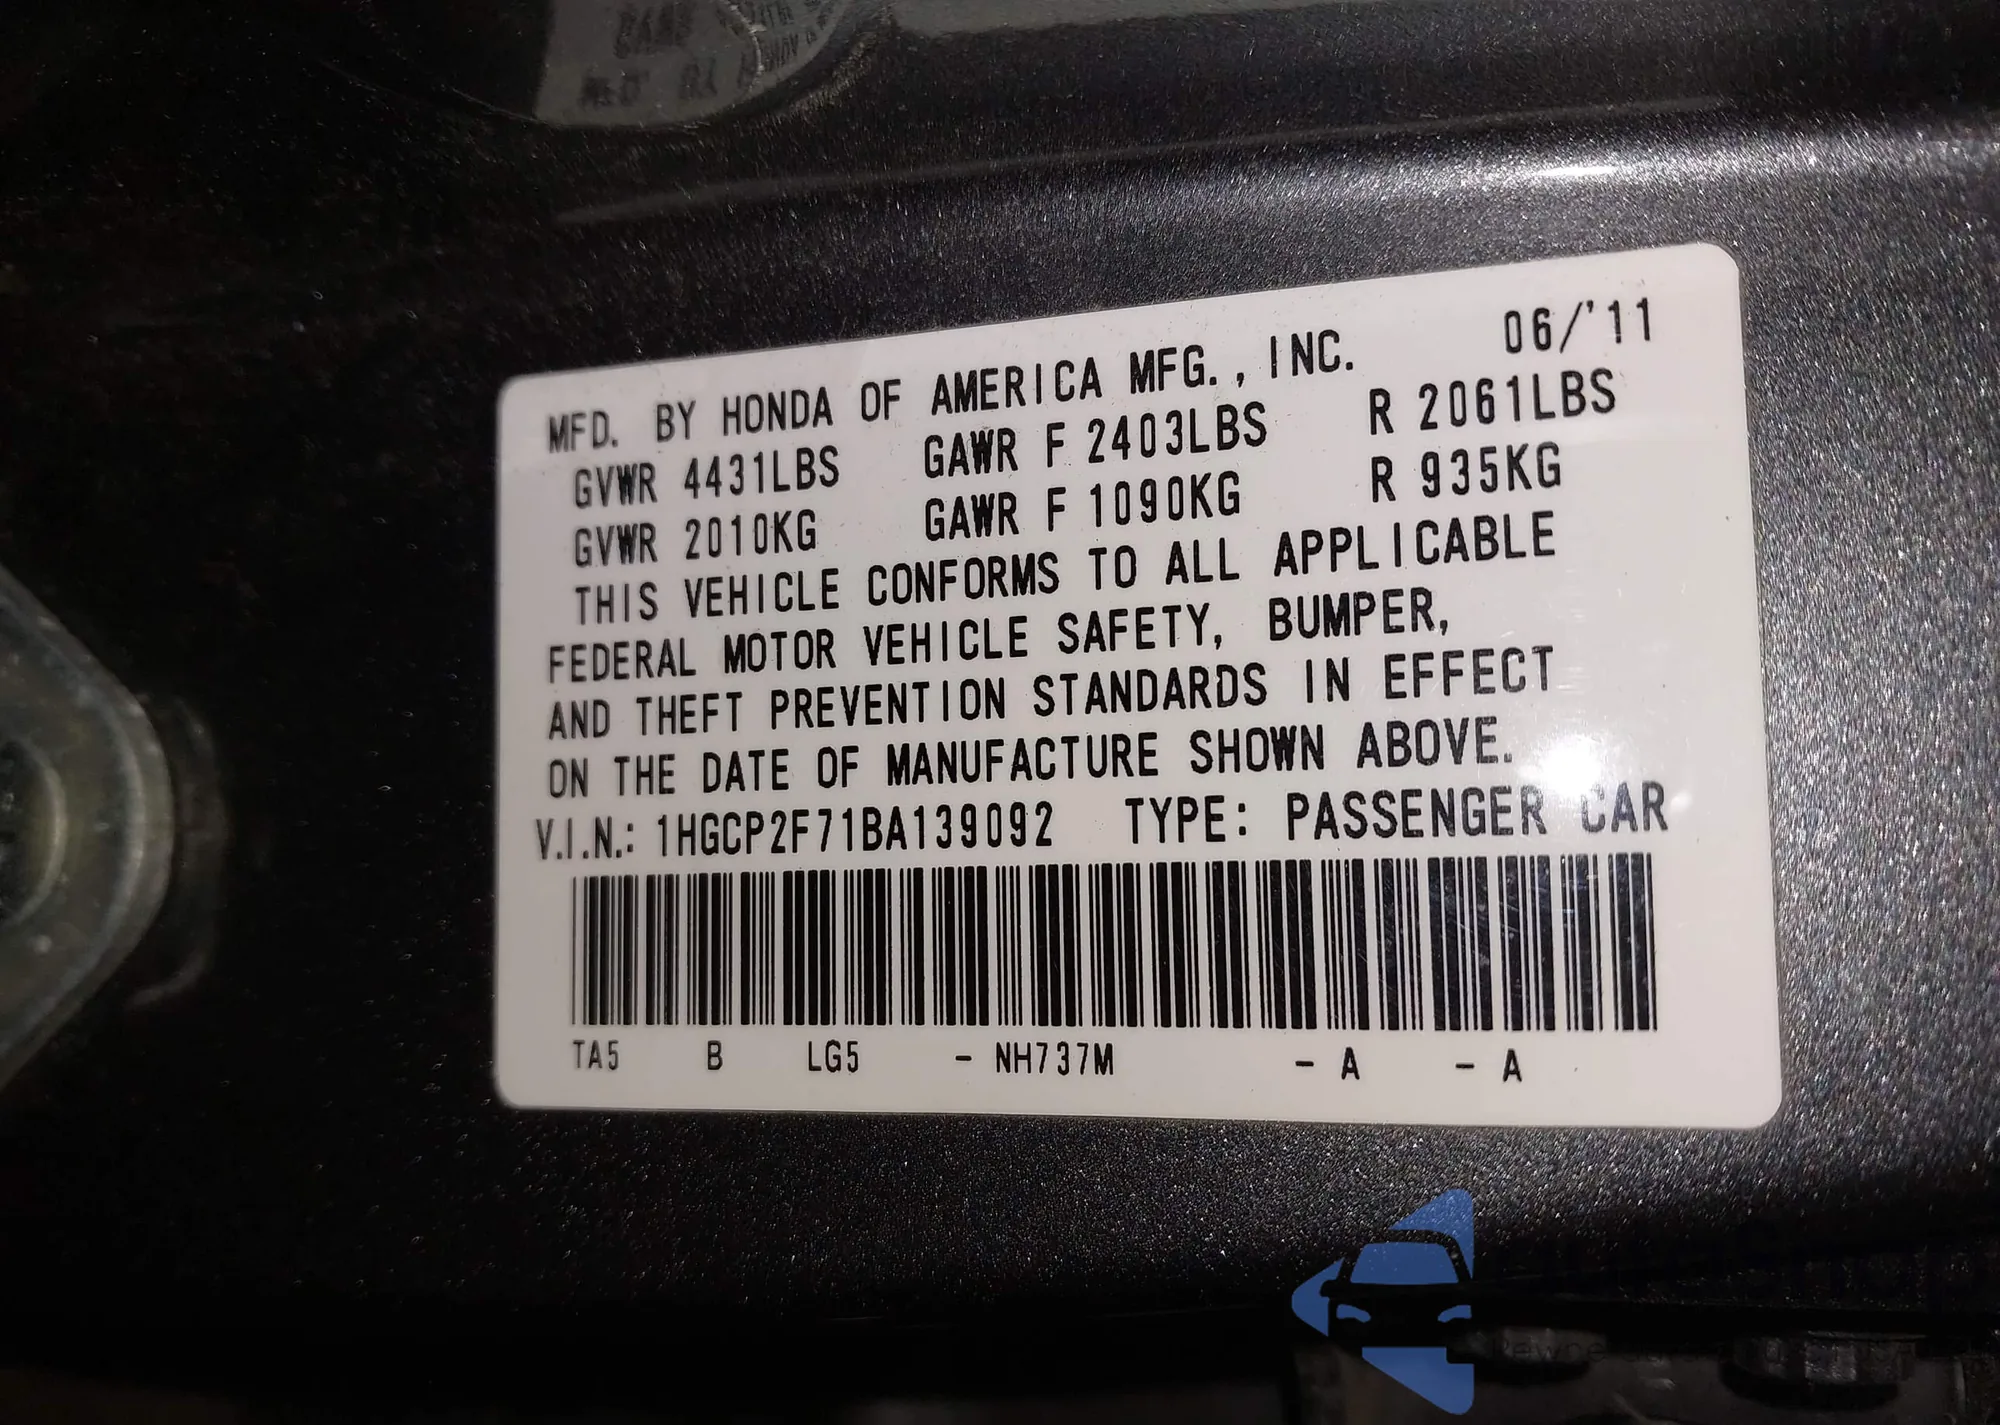 MFD. BY HONDA OF AMERICA MFG., INC. 06/'11
GVWR 4431LBS GAWR F 2403LBS R 2061LBS
GVWR 2010KG GAWR F 1090KG R 935KG
THIS VEHICLE CONFORMS TO ALL APPLICABLE
FEDERAL MOTOR VEHICLE SAFETY, BUMPER,
AND THEFT PREVENTION STANDARDS IN EFFECT
ON THE DATE OF MANUFACTURE SHOWN ABOVE.
V.I.N.: 1HGCP2F71BA139092 TYPE: PASSENGER CAR
TA5 B LG5 - NH737M - A - A